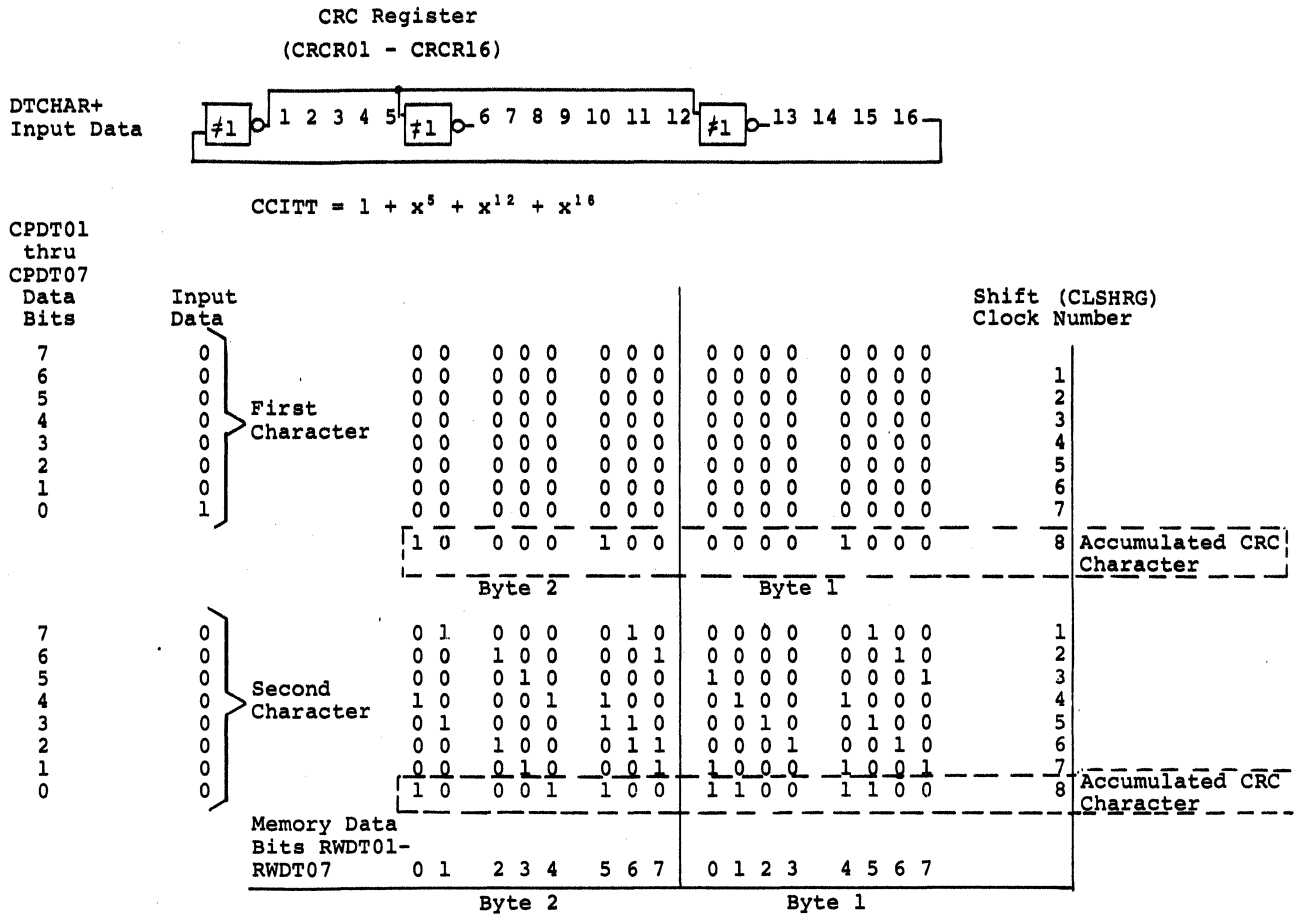 CRC Register
(CRCR01 - CRCR16)
DTCHAR+
Input Data
≠1 1 2 3 4 5 ≠1 6 7 8 9 10 11 12 ≠1 13 14 15 16
CCITT = 1 + x⁵ + x¹² + x¹⁶
CPDT01
thru
CPDT07
Data Input Shift (CLSHRG)
Bits Data Clock Number
7 0 0 0 0 0 0 0 0 0 0 0 0 0 0 0 0 0
6 0 0 0 0 0 0 0 0 0 0 0 0 0 0 0 0 0 1
5 0 0 0 0 0 0 0 0 0 0 0 0 0 0 0 0 0 2
First
4 0 0 0 0 0 0 0 0 0 0 0 0 0 0 0 0 0 3
Character
3 0 0 0 0 0 0 0 0 0 0 0 0 0 0 0 0 0 4
2 0 0 0 0 0 0 0 0 0 0 0 0 0 0 0 0 0 5
1 0 0 0 0 0 0 0 0 0 0 0 0 0 0 0 0 0 6
0 1 0 0 0 0 0 0 0 0 0 0 0 0 0 0 0 0 7
1 0 0 0 0 1 0 0 0 0 0 0 1 0 0 0 8 Accumulated CRC
Character
Byte 2 Byte 1
7 0 0 1 0 0 0 0 1 0 0 0 0 0 0 1 0 0 1
6 0 0 0 1 0 0 0 0 1 0 0 0 0 0 0 1 0 2
5 0 0 0 0 1 0 0 0 0 1 0 0 0 0 0 0 1 3
Second
4 0 1 0 0 0 1 1 0 0 0 1 0 0 1 0 0 0 4
Character
3 0 0 1 0 0 0 1 1 0 0 0 1 0 0 1 0 0 5
2 0 0 0 1 0 0 0 1 1 0 0 0 1 0 0 1 0 6
1 0 0 0 0 1 0 0 0 1 1 0 0 0 1 0 0 1 7
0 0 1 0 0 0 1 1 0 0 1 1 0 0 1 1 0 0 8 Accumulated CRC
Character
Memory Data
Bits RWDT01-
RWDT07 0 1 2 3 4 5 6 7 0 1 2 3 4 5 6 7
Byte 2 Byte 1